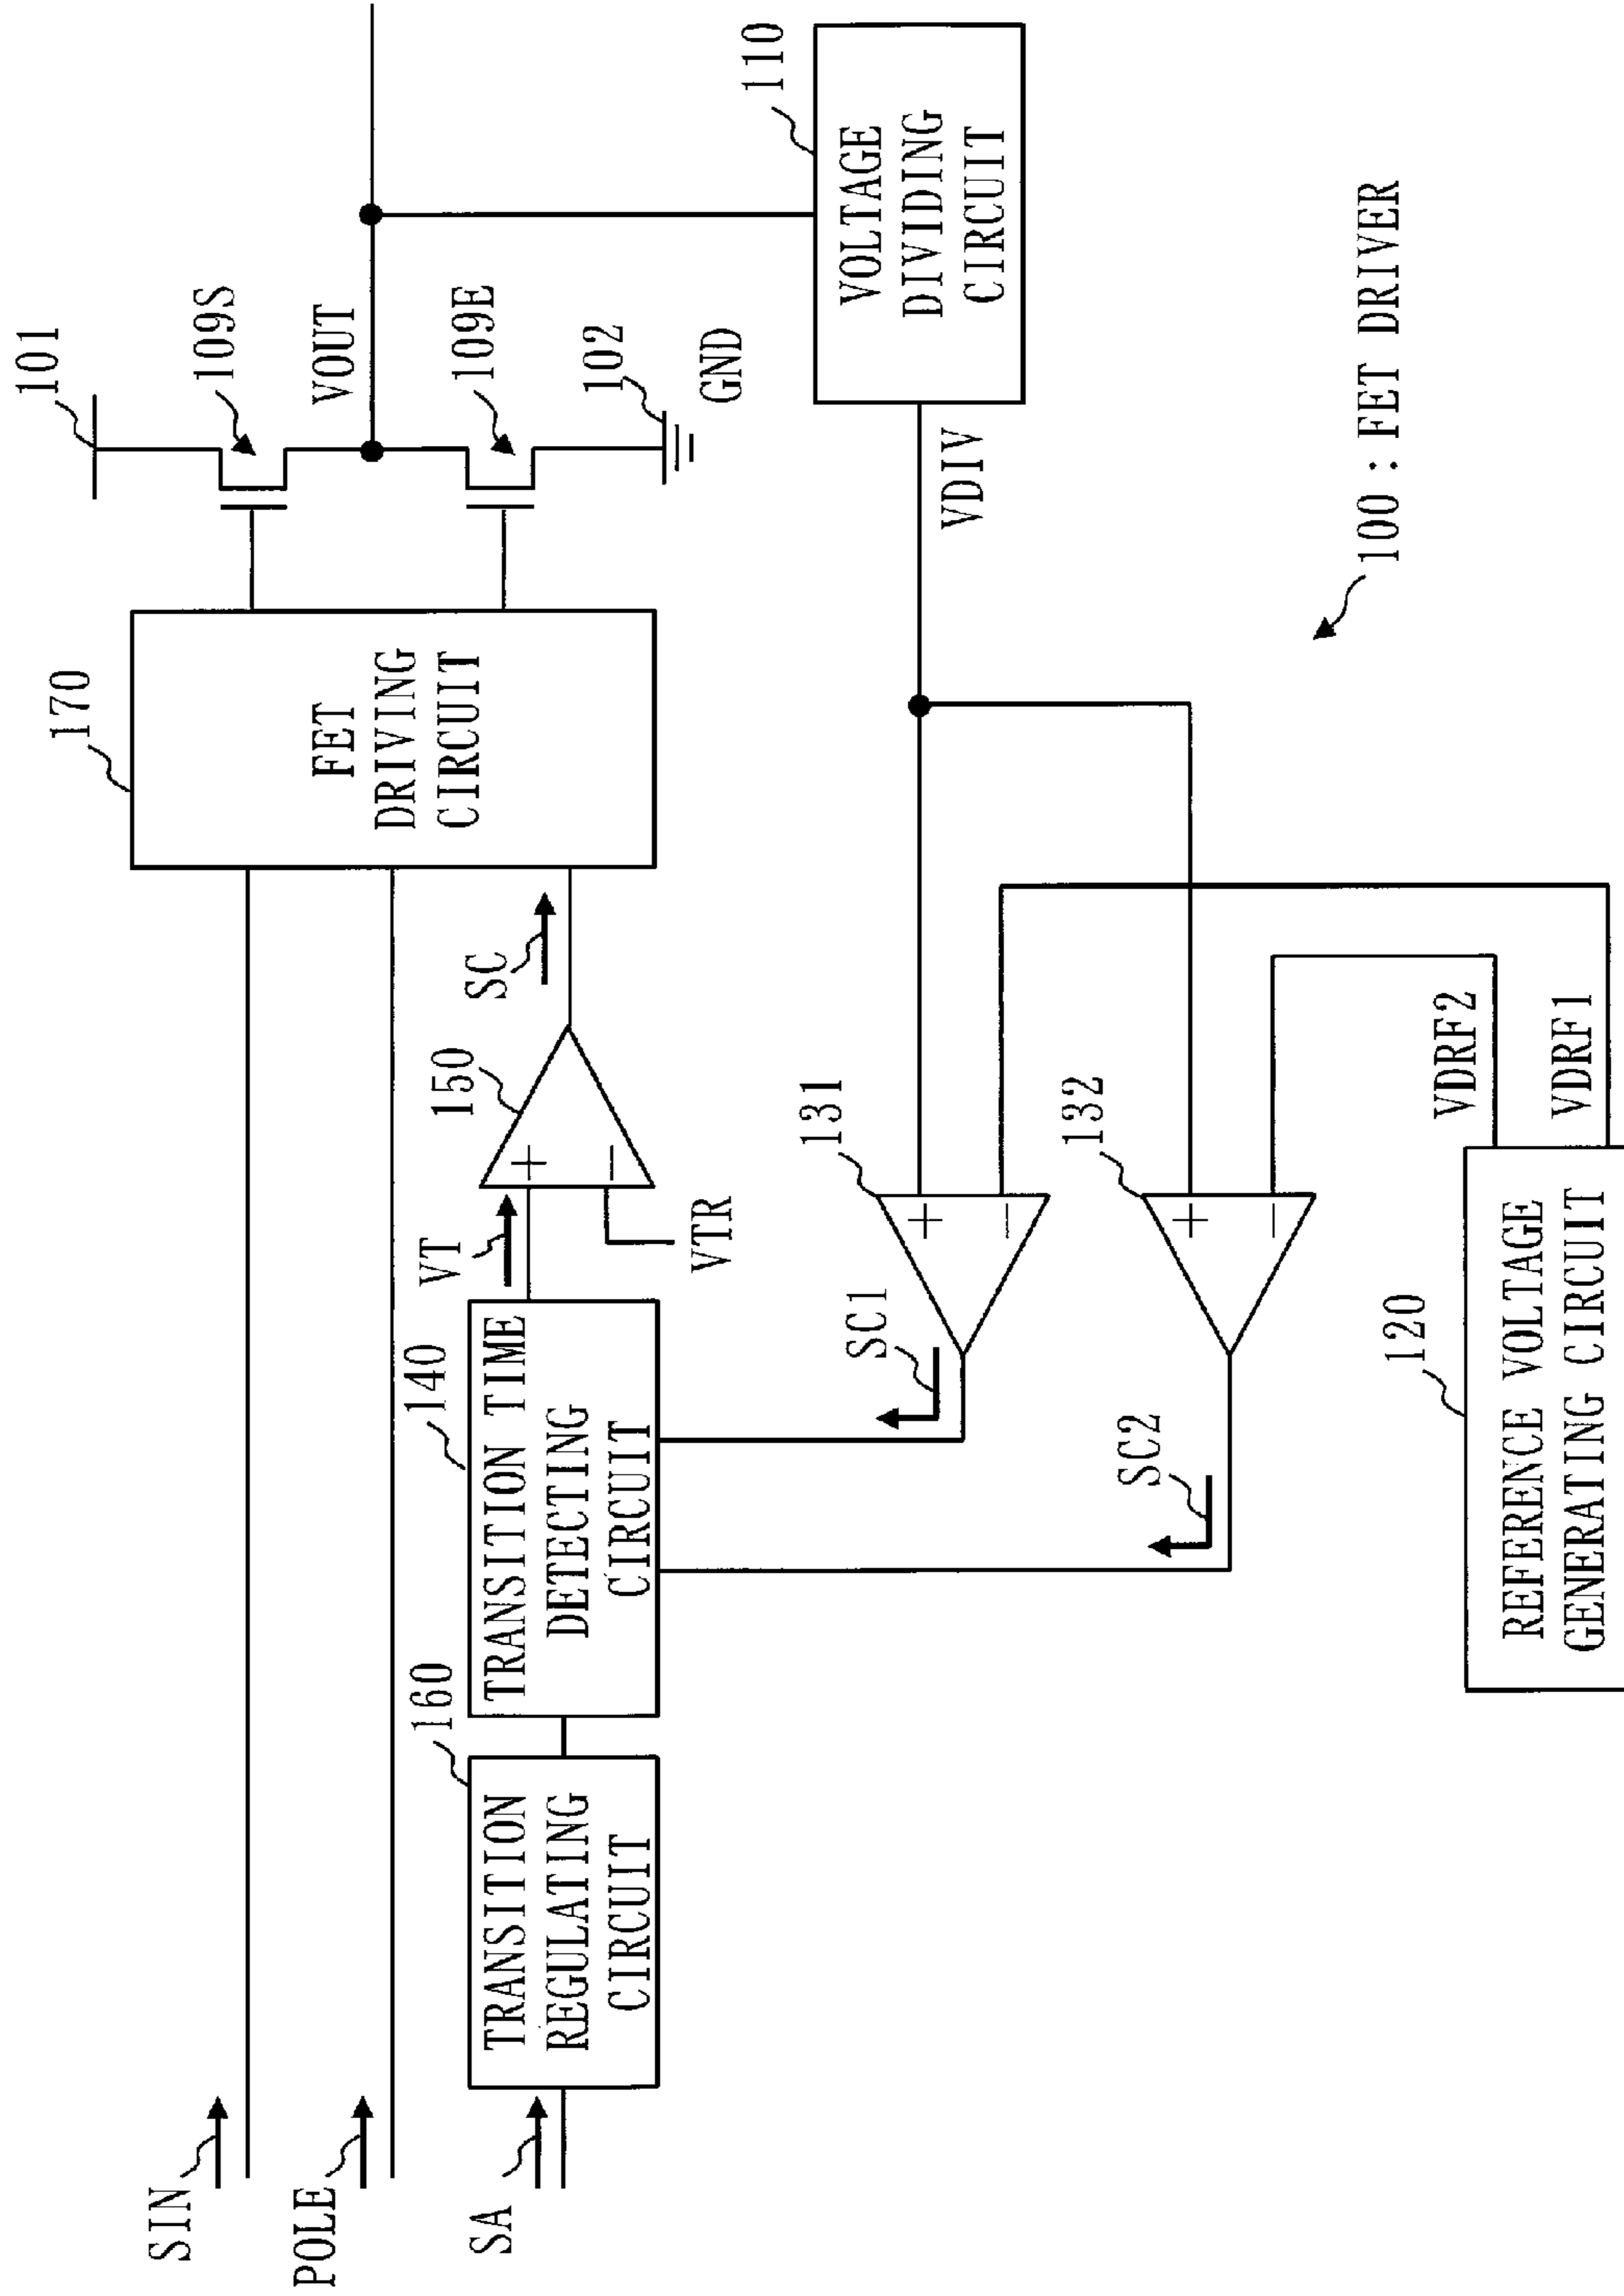 101
109S
VOUT
109E
102
GND
110
VOLTAGE
DIVIDING
CIRCUIT
170
FET
DRIVING
CIRCUIT
VDIV
100 : FET DRIVER
SC
150
+
−
VT
VTR
131
+
−
132
+
−
SC1
SC2
VDRF2
VDRF1
120
REFERENCE VOLTAGE
GENERATING CIRCUIT
140
TRANSITION TIME
DETECTING
CIRCUIT
160
TRANSITION
REGULATING
CIRCUIT
SIN
POLE
SA